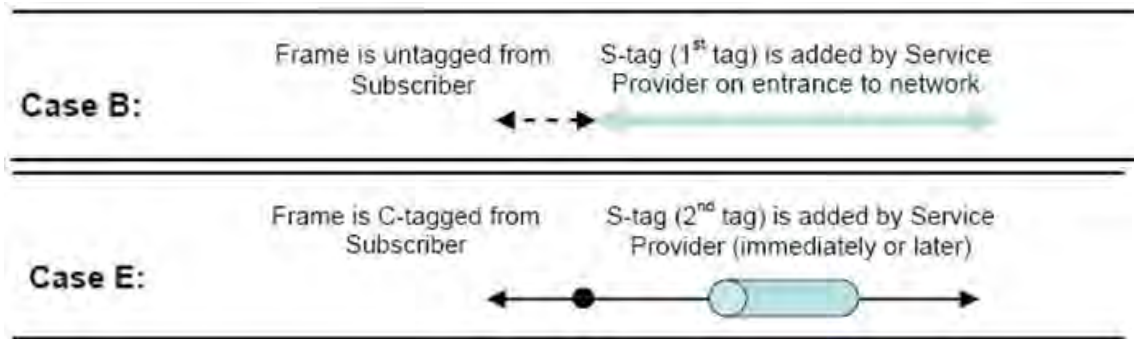 Frame is untagged from
Subscriber
S-tag (1st tag) is added by Service
Provider on entrance to network
Case B:
Frame is C-tagged from
Subscriber
S-tag (2nd tag) is added by Service
Provider (immediately or later)
Case E: